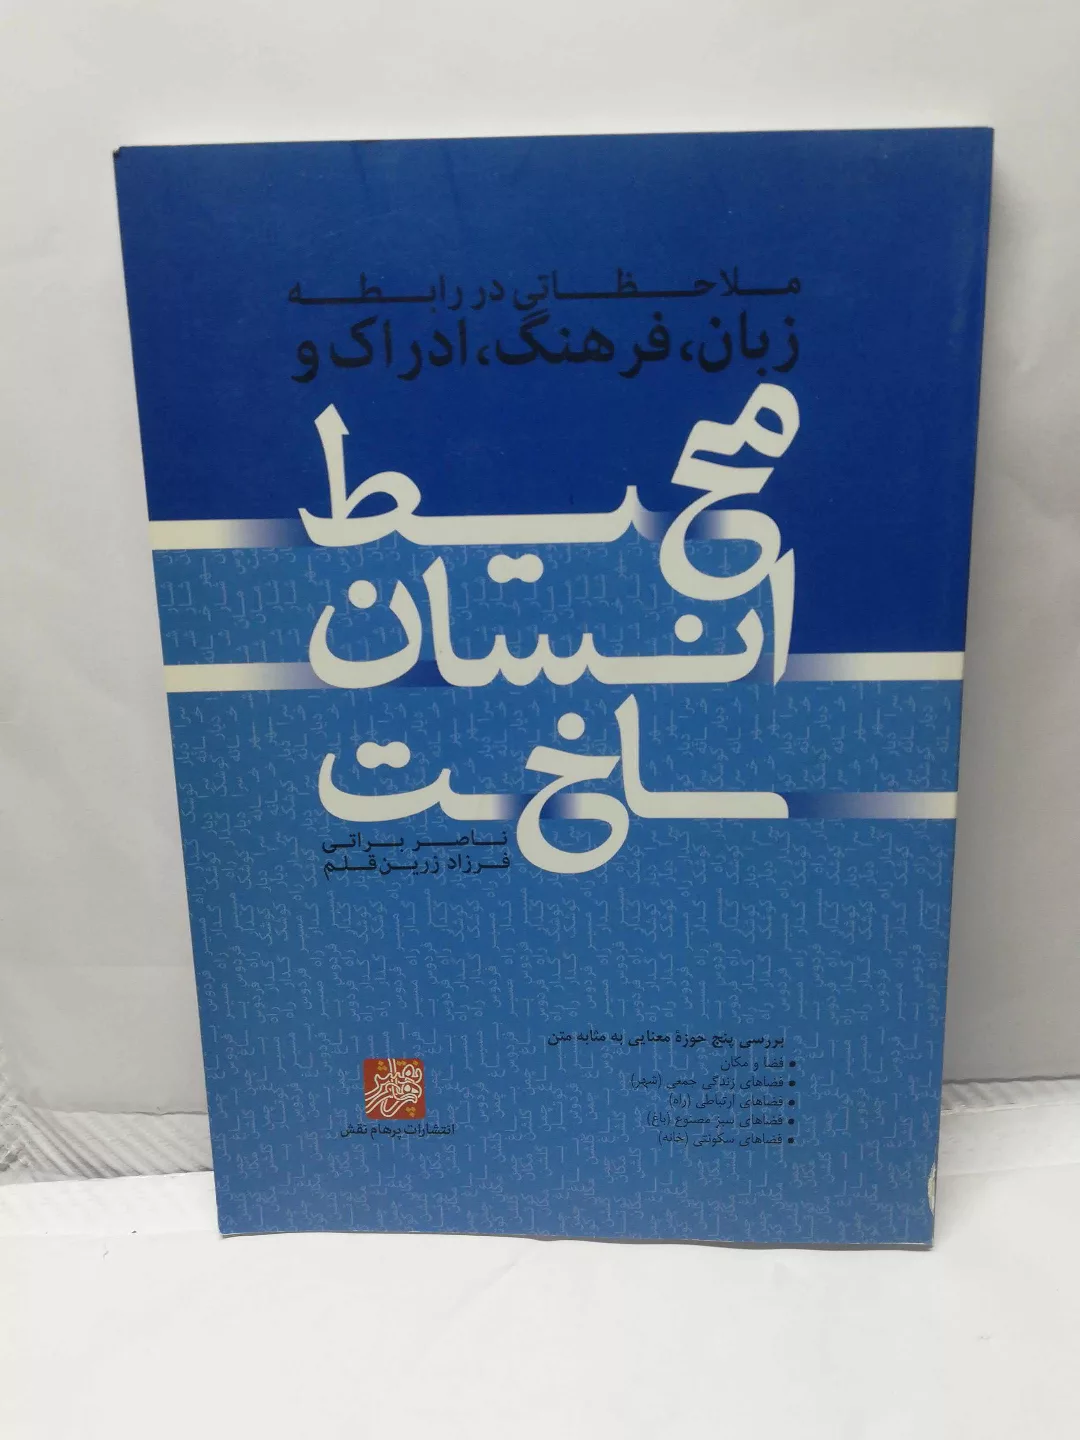 ملاحظاتی در رابطه
زبان، فرهنگ، ادراک و
محیط
انسان
ساخت
ناصر براتی
فرزاد زرین‌قلم
بررسی پنج حوزهٔ معنایی به مثابه متن
• فضا و مکان
• فضاهای زندگی جمعی (شهر)
• فضاهای ارتباطی (راه)
• فضاهای سبز مصنوع (باغ)
• فضاهای سکونتی (خانه)
انتشارات پرهام نقش